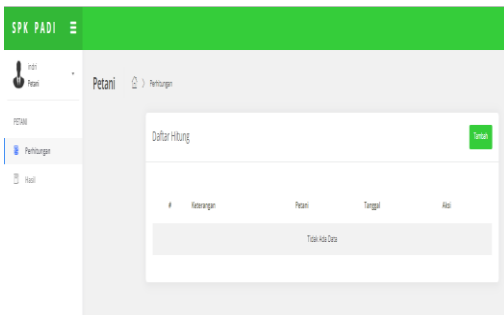 SPK PADI
indri
Petani
Petani
Perhitungan
PETANI
Perhitungan
Hasil
Daftar Hitung
Tambah
# Keterangan Petani Tanggal Aksi
Tidak Ada Data